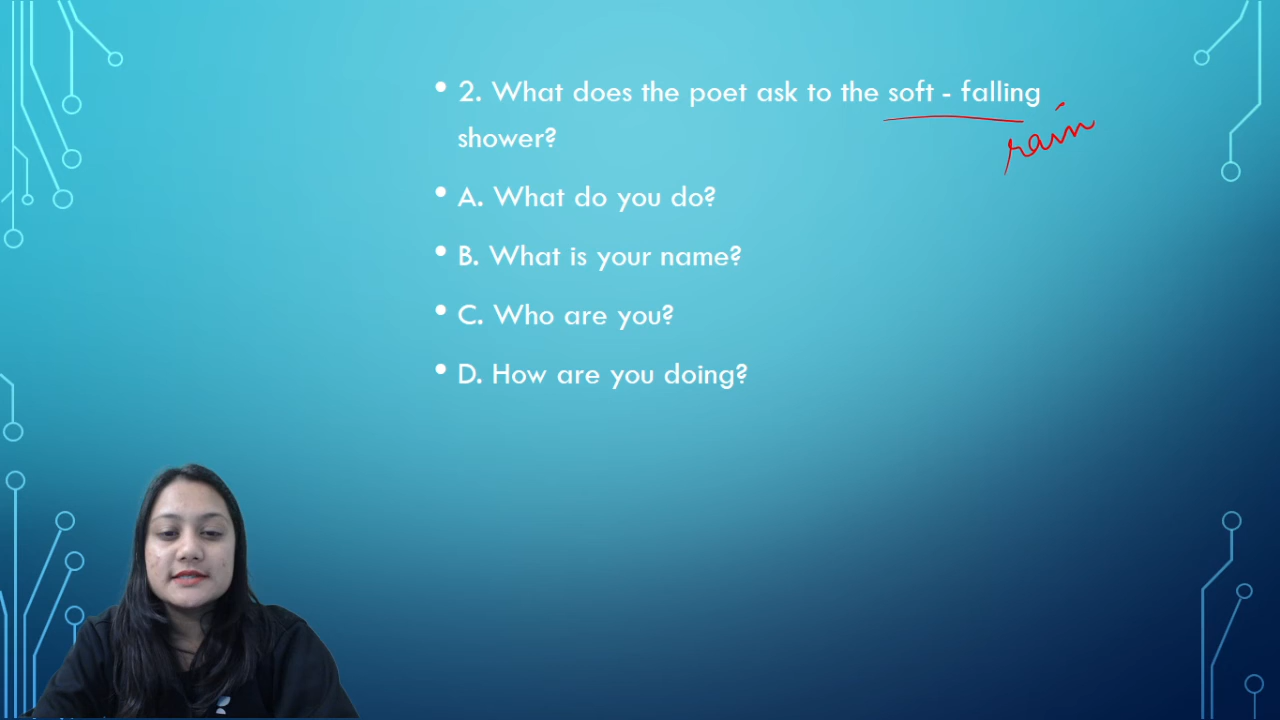 • 2. What does the poet ask to the soft - falling
shower?
rain
• A. What do you do?
• B. What is your name?
• C. Who are you?
• D. How are you doing?